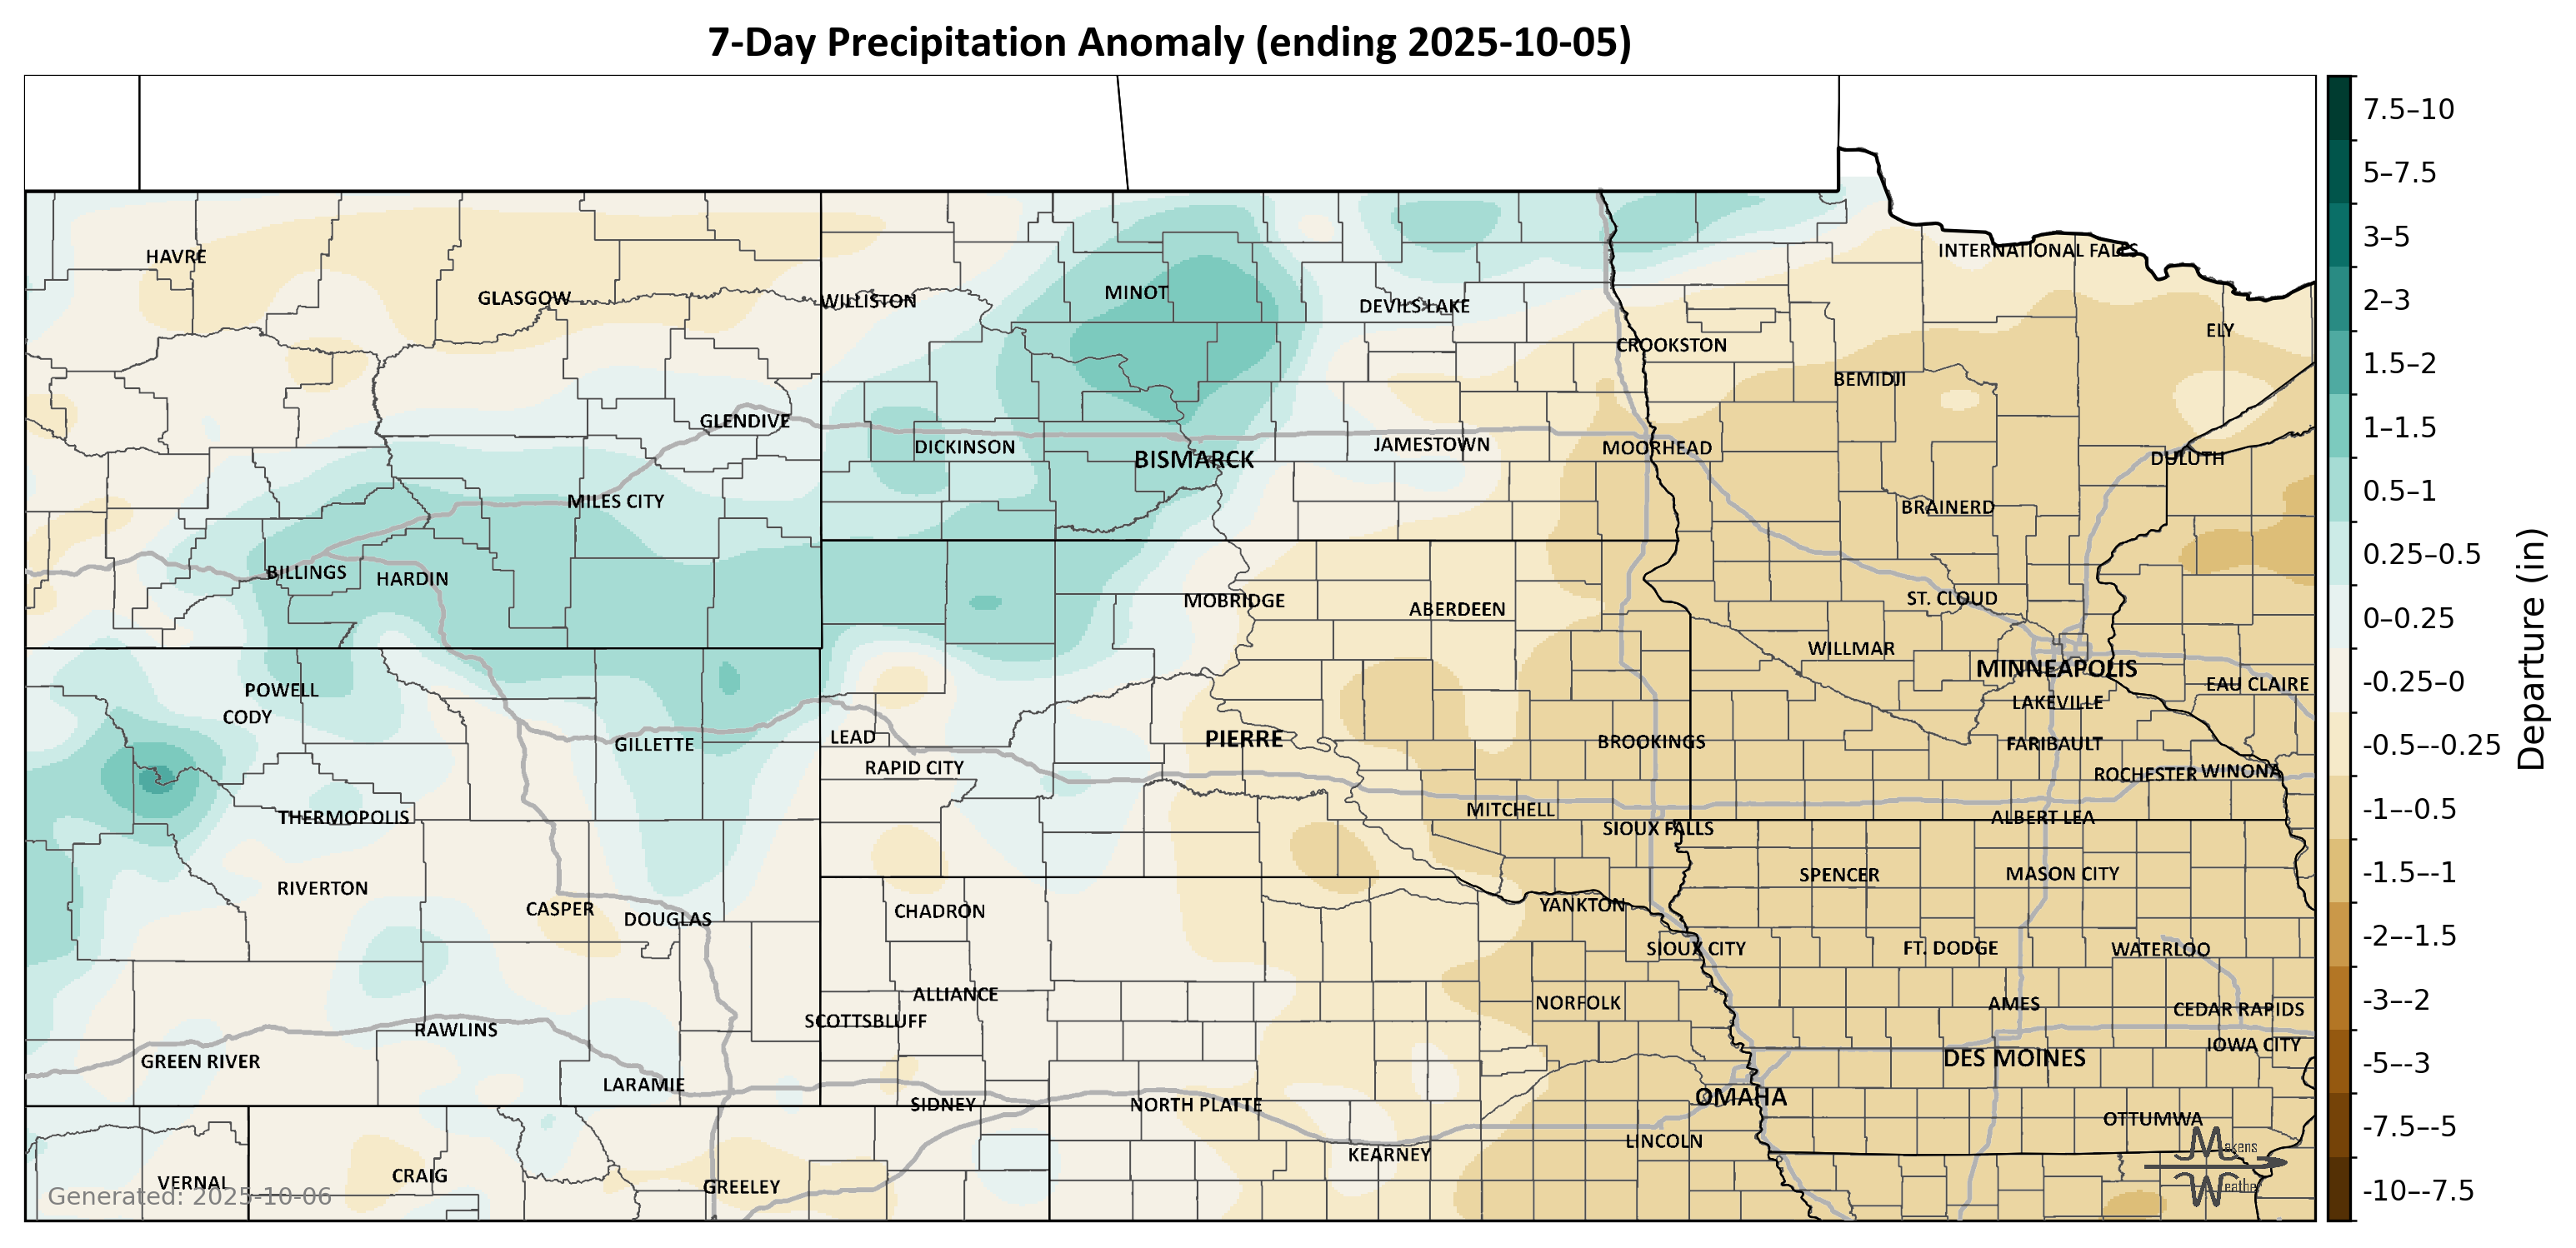 7-Day Precipitation Anomaly (ending 2025-10-05)
HAVRE
GLASGOW
WILLISTON
MINOT
DEVILS LAKE
INTERNATIONAL FALLS
CROOKSTON
ELY
BEMIDJI
GLENDIVE
DICKINSON
BISMARCK
JAMESTOWN
MOORHEAD
DULUTH
MILES CITY
BRAINERD
BILLINGS
HARDIN
MOBRIDGE
ABERDEEN
ST. CLOUD
WILLMAR
MINNEAPOLIS
POWELL
CODY
EAU CLAIRE
LAKEVILLE
GILLETTE
LEAD
PIERRE
BROOKINGS
FARIBAULT
RAPID CITY
ROCHESTER
WINONA
THERMOPOLIS
MITCHELL
ALBERT LEA
SIOUX FALLS
RIVERTON
SPENCER
MASON CITY
CASPER
DOUGLAS
CHADRON
YANKTON
SIOUX CITY
FT. DODGE
WATERLOO
ALLIANCE
NORFOLK
AMES
CEDAR RAPIDS
SCOTTSBLUFF
RAWLINS
GREEN RIVER
DES MOINES
IOWA CITY
LARAMIE
SIDNEY
NORTH PLATTE
OMAHA
OTTUMWA
LINCOLN
KEARNEY
VERNAL
CRAIG
GREELEY
Generated: 2025-10-06
Makens
Weather
7.5–10
5–7.5
3–5
2–3
1.5–2
1–1.5
0.5–1
0.25–0.5
0–0.25
-0.25–0
-0.5–-0.25
-1–-0.5
-1.5–-1
-2–-1.5
-3–-2
-5–-3
-7.5–-5
-10–-7.5
Departure (in)